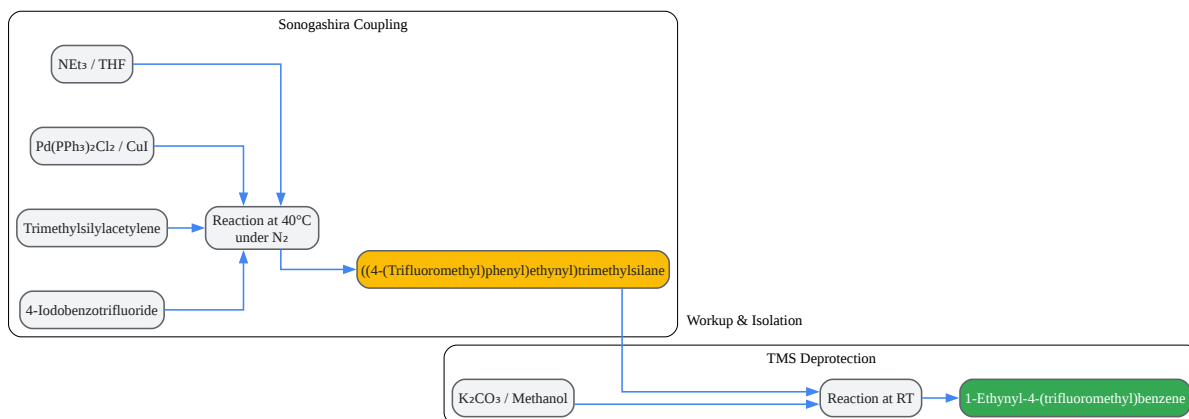 Sonogashira Coupling
NEt₃ / THF
Pd(PPh₃)₂Cl₂ / CuI
Trimethylsilylacetylene
Reaction at 40°C
under N₂
4-Iodobenzotrifluoride
((4-(Trifluoromethyl)phenyl)ethynyl)trimethylsilane
Workup & Isolation
TMS Deprotection
K₂CO₃ / Methanol
Reaction at RT
1-Ethynyl-4-(trifluoromethyl)benzene